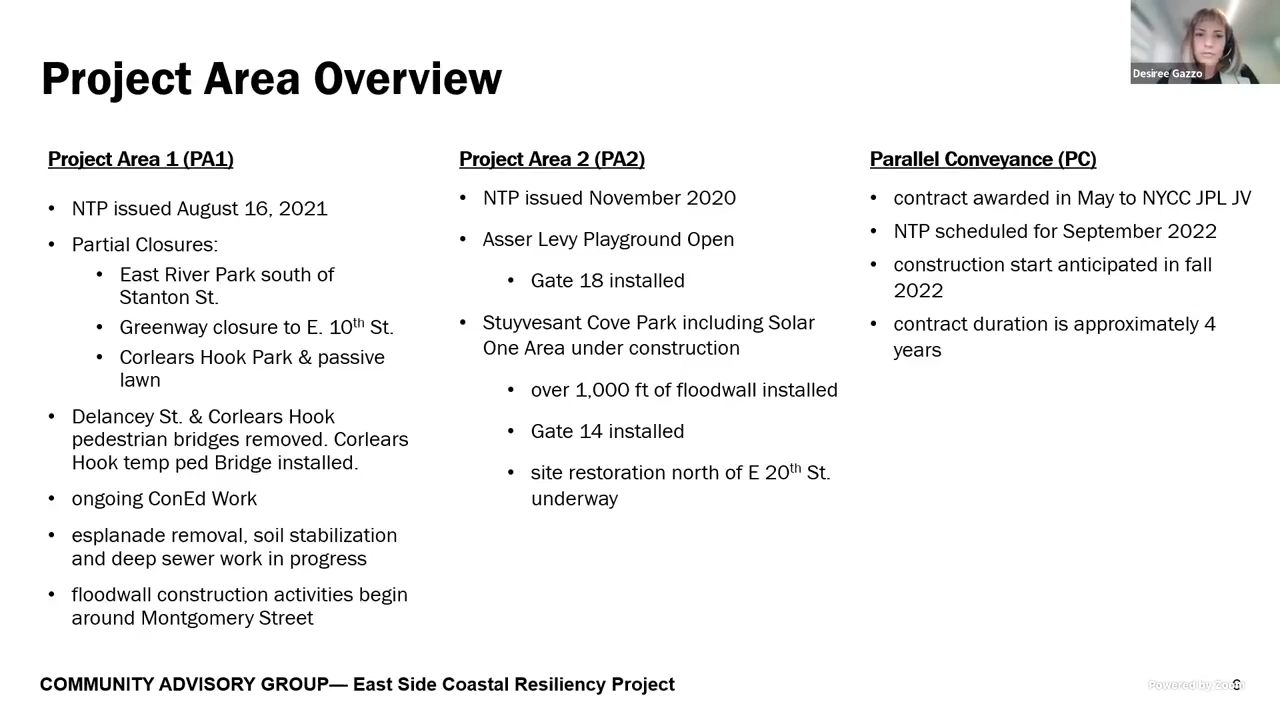 Desiree Gazzo
Project Area Overview
Project Area 1 (PA1)
• NTP issued August 16, 2021
• Partial Closures:
• East River Park south of
Stanton St.
• Greenway closure to E. 10th St.
• Corlears Hook Park & passive
lawn
• Delancey St. & Corlears Hook
pedestrian bridges removed. Corlears
Hook temp ped Bridge installed.
• ongoing ConEd Work
• esplanade removal, soil stabilization
and deep sewer work in progress
• floodwall construction activities begin
around Montgomery Street
Project Area 2 (PA2)
• NTP issued November 2020
• Asser Levy Playground Open
• Gate 18 installed
• Stuyvesant Cove Park including Solar
One Area under construction
• over 1,000 ft of floodwall installed
• Gate 14 installed
• site restoration north of E 20th St.
underway
Parallel Conveyance (PC)
• contract awarded in May to NYCC JPL JV
• NTP scheduled for September 2022
• construction start anticipated in fall
2022
• contract duration is approximately 4
years
COMMUNITY ADVISORY GROUP— East Side Coastal Resiliency Project
Powered by Zoom